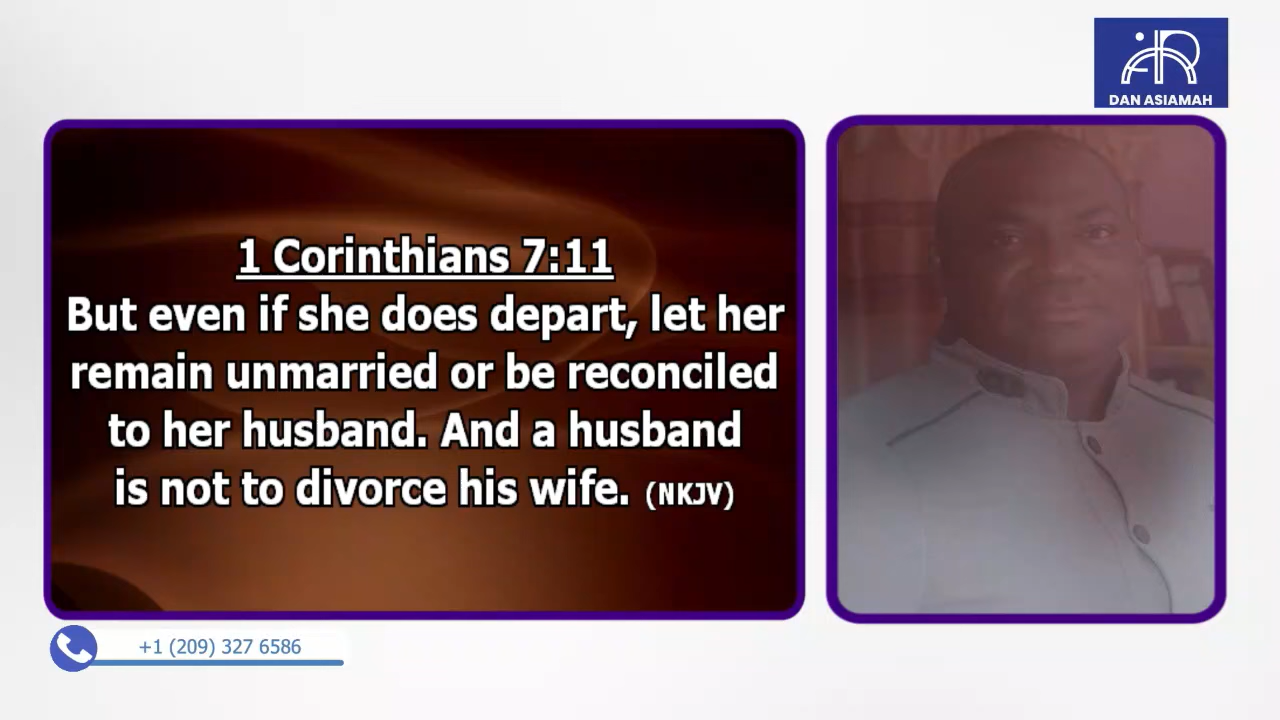 DAN ASIAMAH
1 Corinthians 7:11
But even if she does depart, let her
remain unmarried or be reconciled
to her husband. And a husband
is not to divorce his wife. (NKJV)
+1 (209) 327 6586